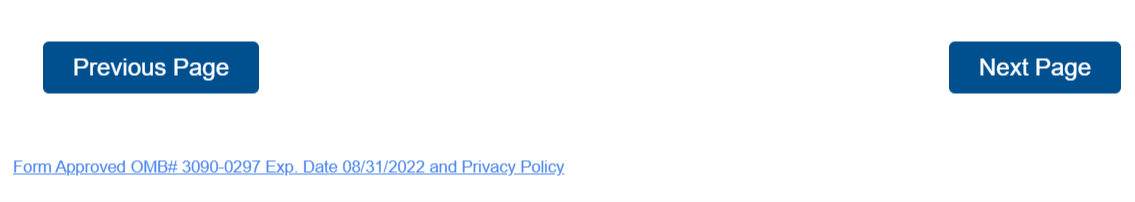 Previous Page Next Page
Form Approved OMB# 3090-0297 Exp. Date 08/31/2022 and Privacy Policy